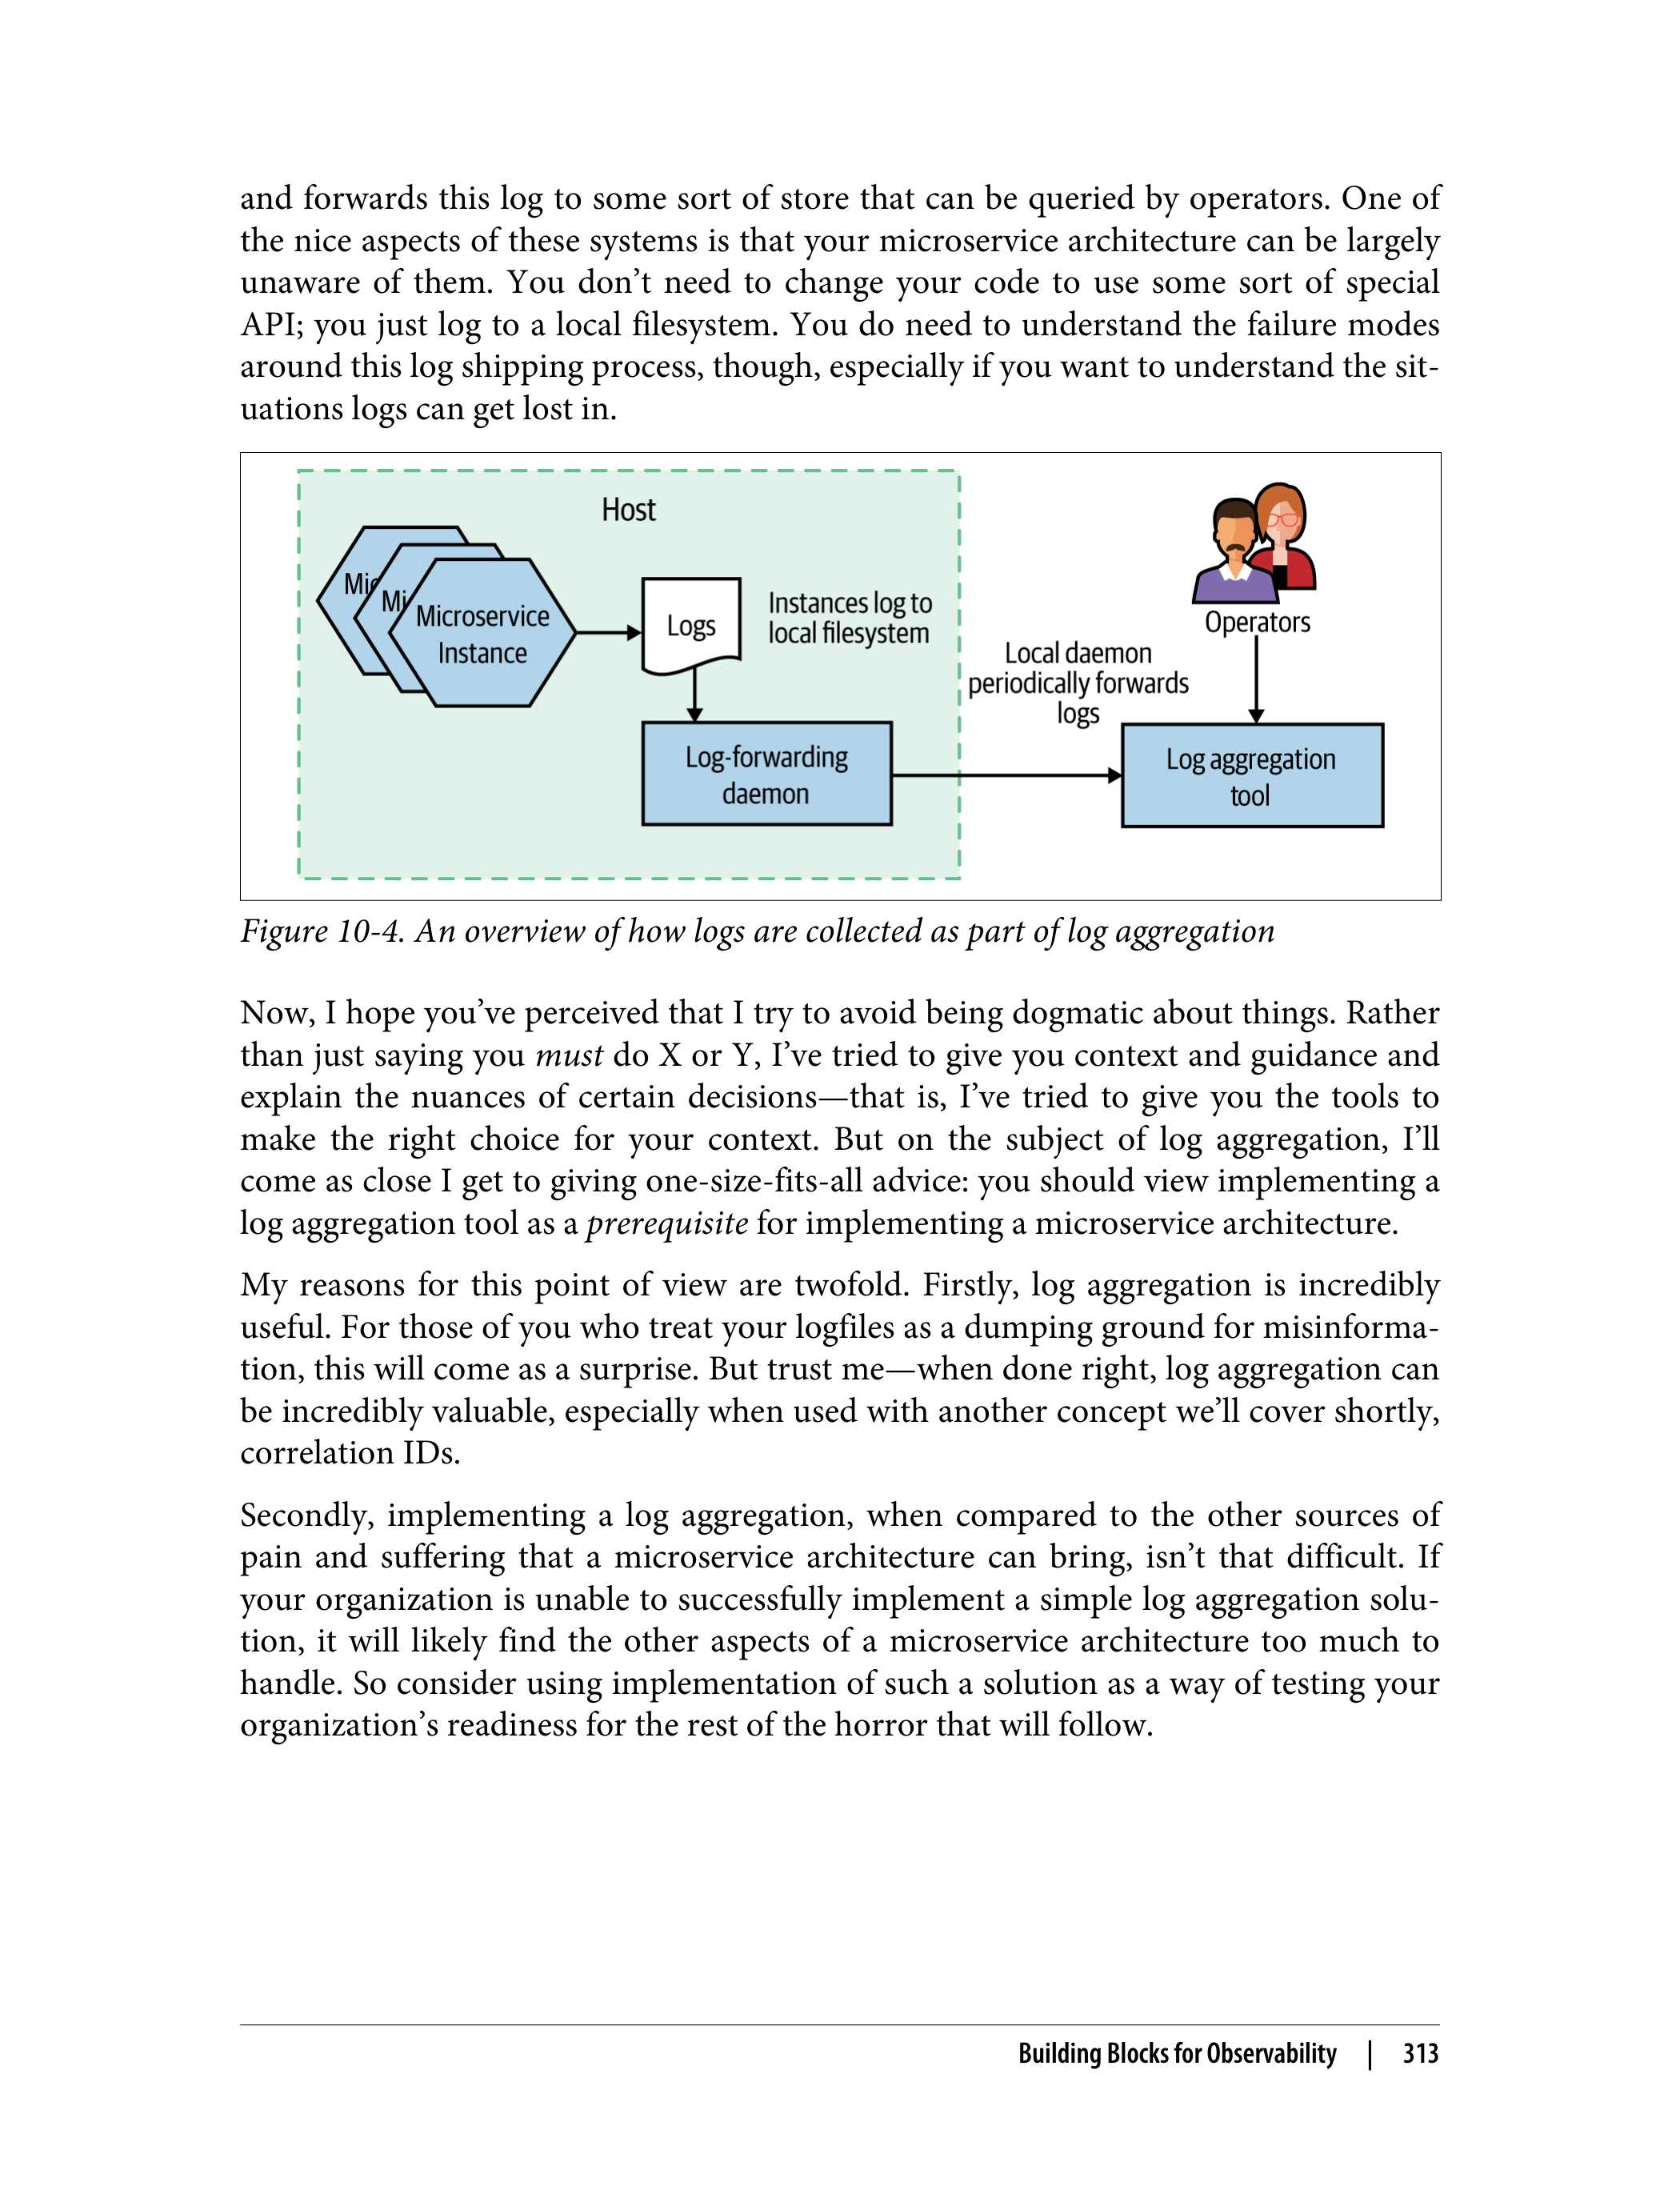 and forwards this log to some sort of store that can be queried by operators. One of
the nice aspects of these systems is that your microservice architecture can be largely
unaware of them. You don’t need to change your code to use some sort of special
API; you just log to a local filesystem. You do need to understand the failure modes
around this log shipping process, though, especially if you want to understand the sit-
uations logs can get lost in.
Host
Mic
Mi
Microservice
Instance
Logs
Instances log to
local filesystem
Log-forwarding
daemon
Local daemon
periodically forwards
logs
Operators
Log aggregation
tool
Figure 10-4. An overview of how logs are collected as part of log aggregation
Now, I hope you’ve perceived that I try to avoid being dogmatic about things. Rather
than just saying you must do X or Y, I’ve tried to give you context and guidance and
explain the nuances of certain decisions—that is, I’ve tried to give you the tools to
make the right choice for your context. But on the subject of log aggregation, I’ll
come as close I get to giving one-size-fits-all advice: you should view implementing a
log aggregation tool as a prerequisite for implementing a microservice architecture.
My reasons for this point of view are twofold. Firstly, log aggregation is incredibly
useful. For those of you who treat your logfiles as a dumping ground for misinforma-
tion, this will come as a surprise. But trust me—when done right, log aggregation can
be incredibly valuable, especially when used with another concept we’ll cover shortly,
correlation IDs.
Secondly, implementing a log aggregation, when compared to the other sources of
pain and suffering that a microservice architecture can bring, isn’t that difficult. If
your organization is unable to successfully implement a simple log aggregation solu-
tion, it will likely find the other aspects of a microservice architecture too much to
handle. So consider using implementation of such a solution as a way of testing your
organization’s readiness for the rest of the horror that will follow.
Building Blocks for Observability | 313